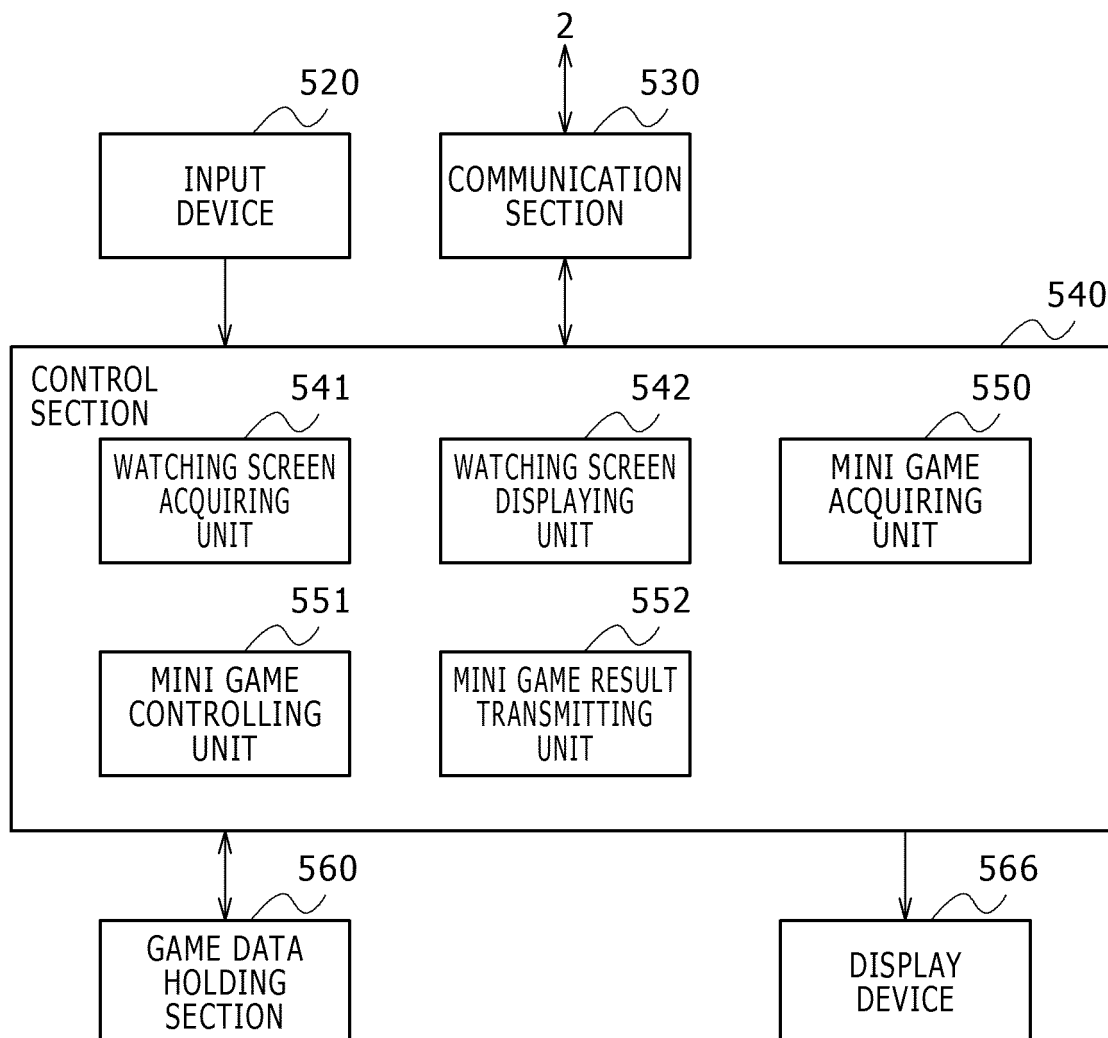 2
520
530
INPUT
DEVICE
COMMUNICATION
SECTION
540
CONTROL
SECTION
541
542
550
WATCHING SCREEN
ACQUIRING
UNIT
WATCHING SCREEN
DISPLAYING
UNIT
MINI GAME
ACQUIRING
UNIT
551
552
MINI GAME
CONTROLLING
UNIT
MINI GAME RESULT
TRANSMITTING
UNIT
560
566
GAME DATA
HOLDING
SECTION
DISPLAY
DEVICE